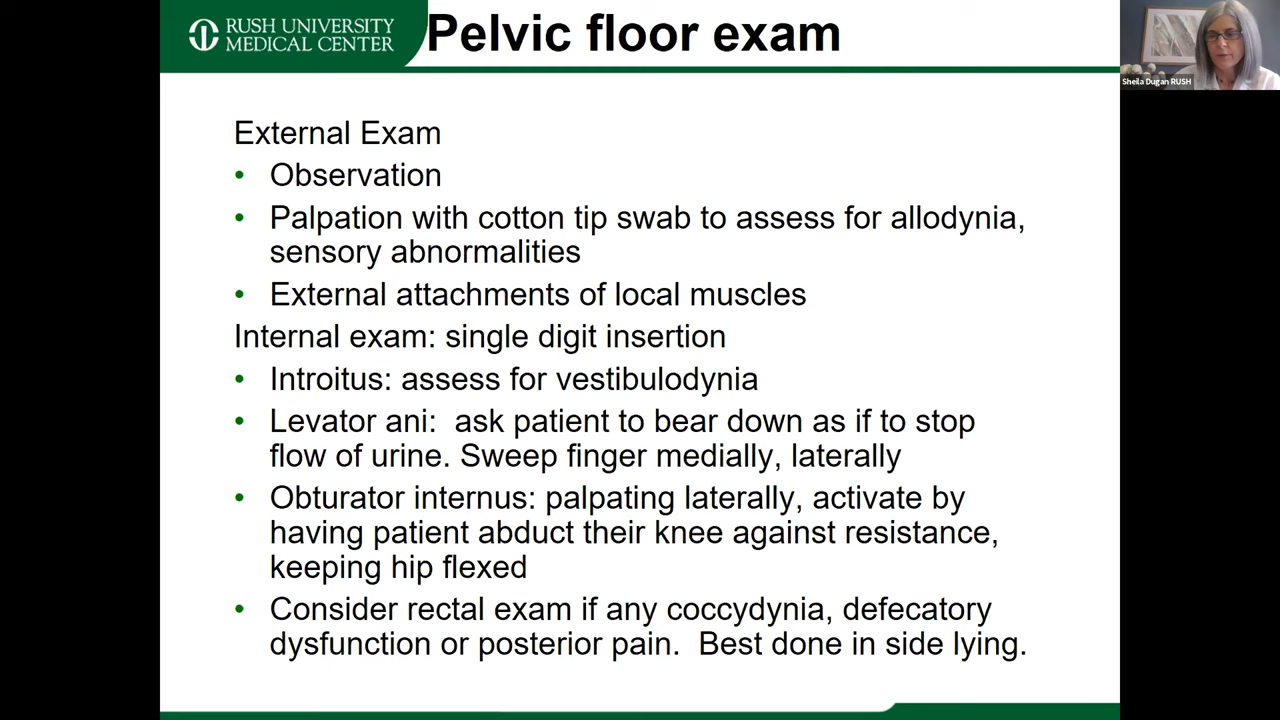 RUSH UNIVERSITY
MEDICAL CENTER
Pelvic floor exam
Sheila Dugan RUSH
External Exam
• Observation
• Palpation with cotton tip swab to assess for allodynia,
sensory abnormalities
• External attachments of local muscles
Internal exam: single digit insertion
• Introitus: assess for vestibulodynia
• Levator ani:  ask patient to bear down as if to stop
flow of urine. Sweep finger medially, laterally
• Obturator internus: palpating laterally, activate by
having patient abduct their knee against resistance,
keeping hip flexed
• Consider rectal exam if any coccydynia, defecatory
dysfunction or posterior pain.  Best done in side lying.